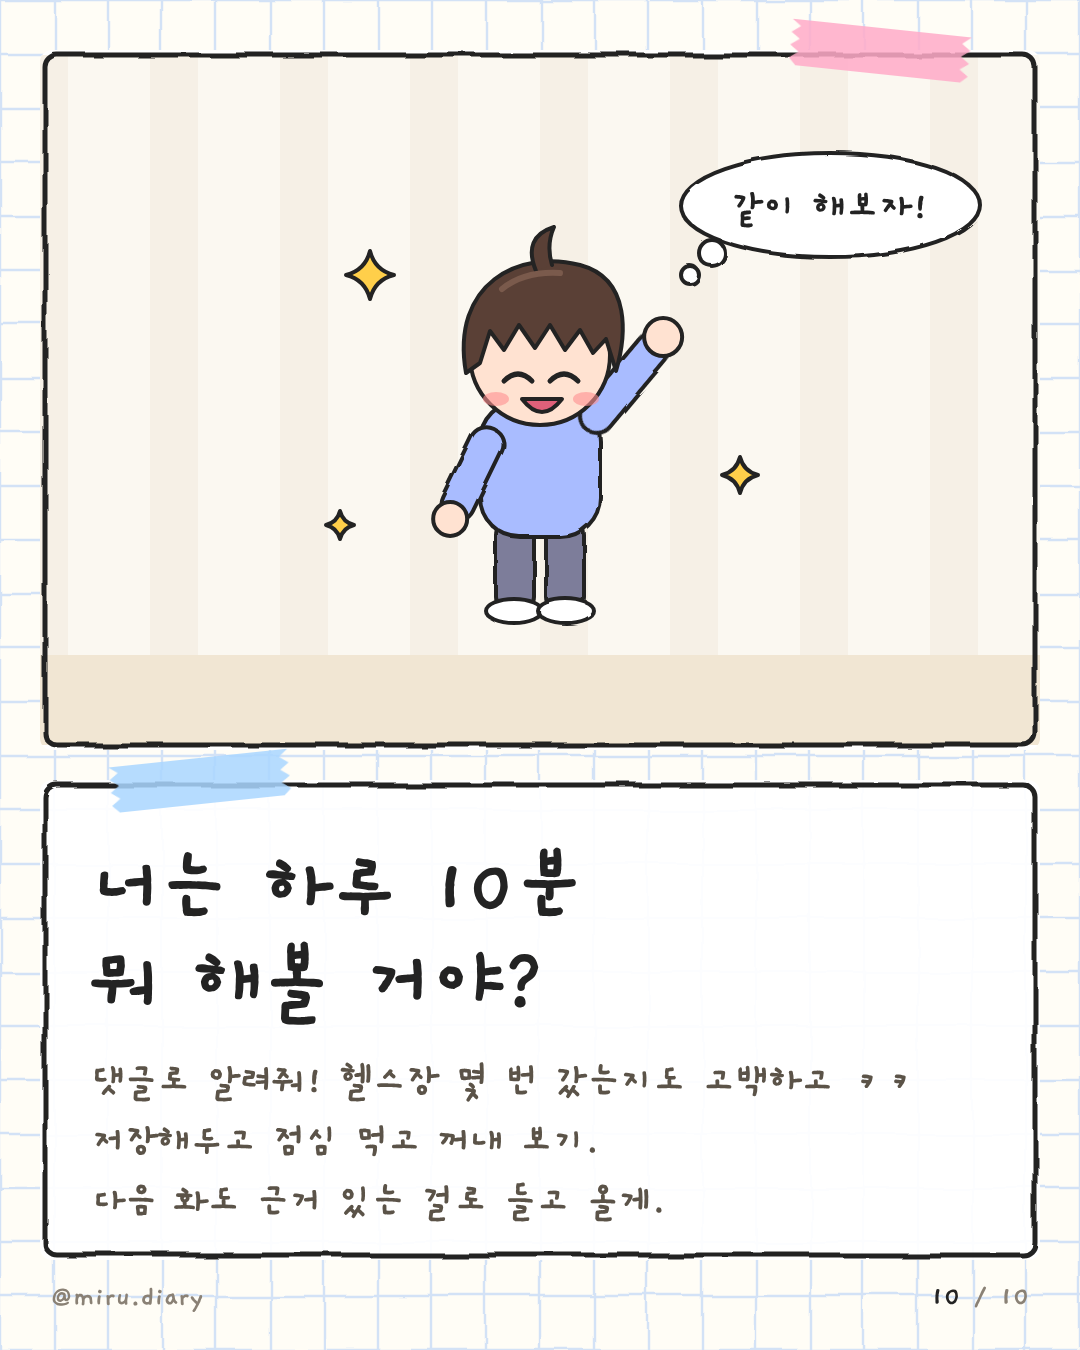 같이 해보자!
너는 하루 10분
뭐 해볼 거야?
댓글로 알려줘! 헬스장 몇 번 갔는지도 고백하고 ㅋㅋ
저장해두고 점심 먹고 꺼내 보기.
다음 화도 근거 있는 걸로 들고 올게.
@miru.diary
10 / 10